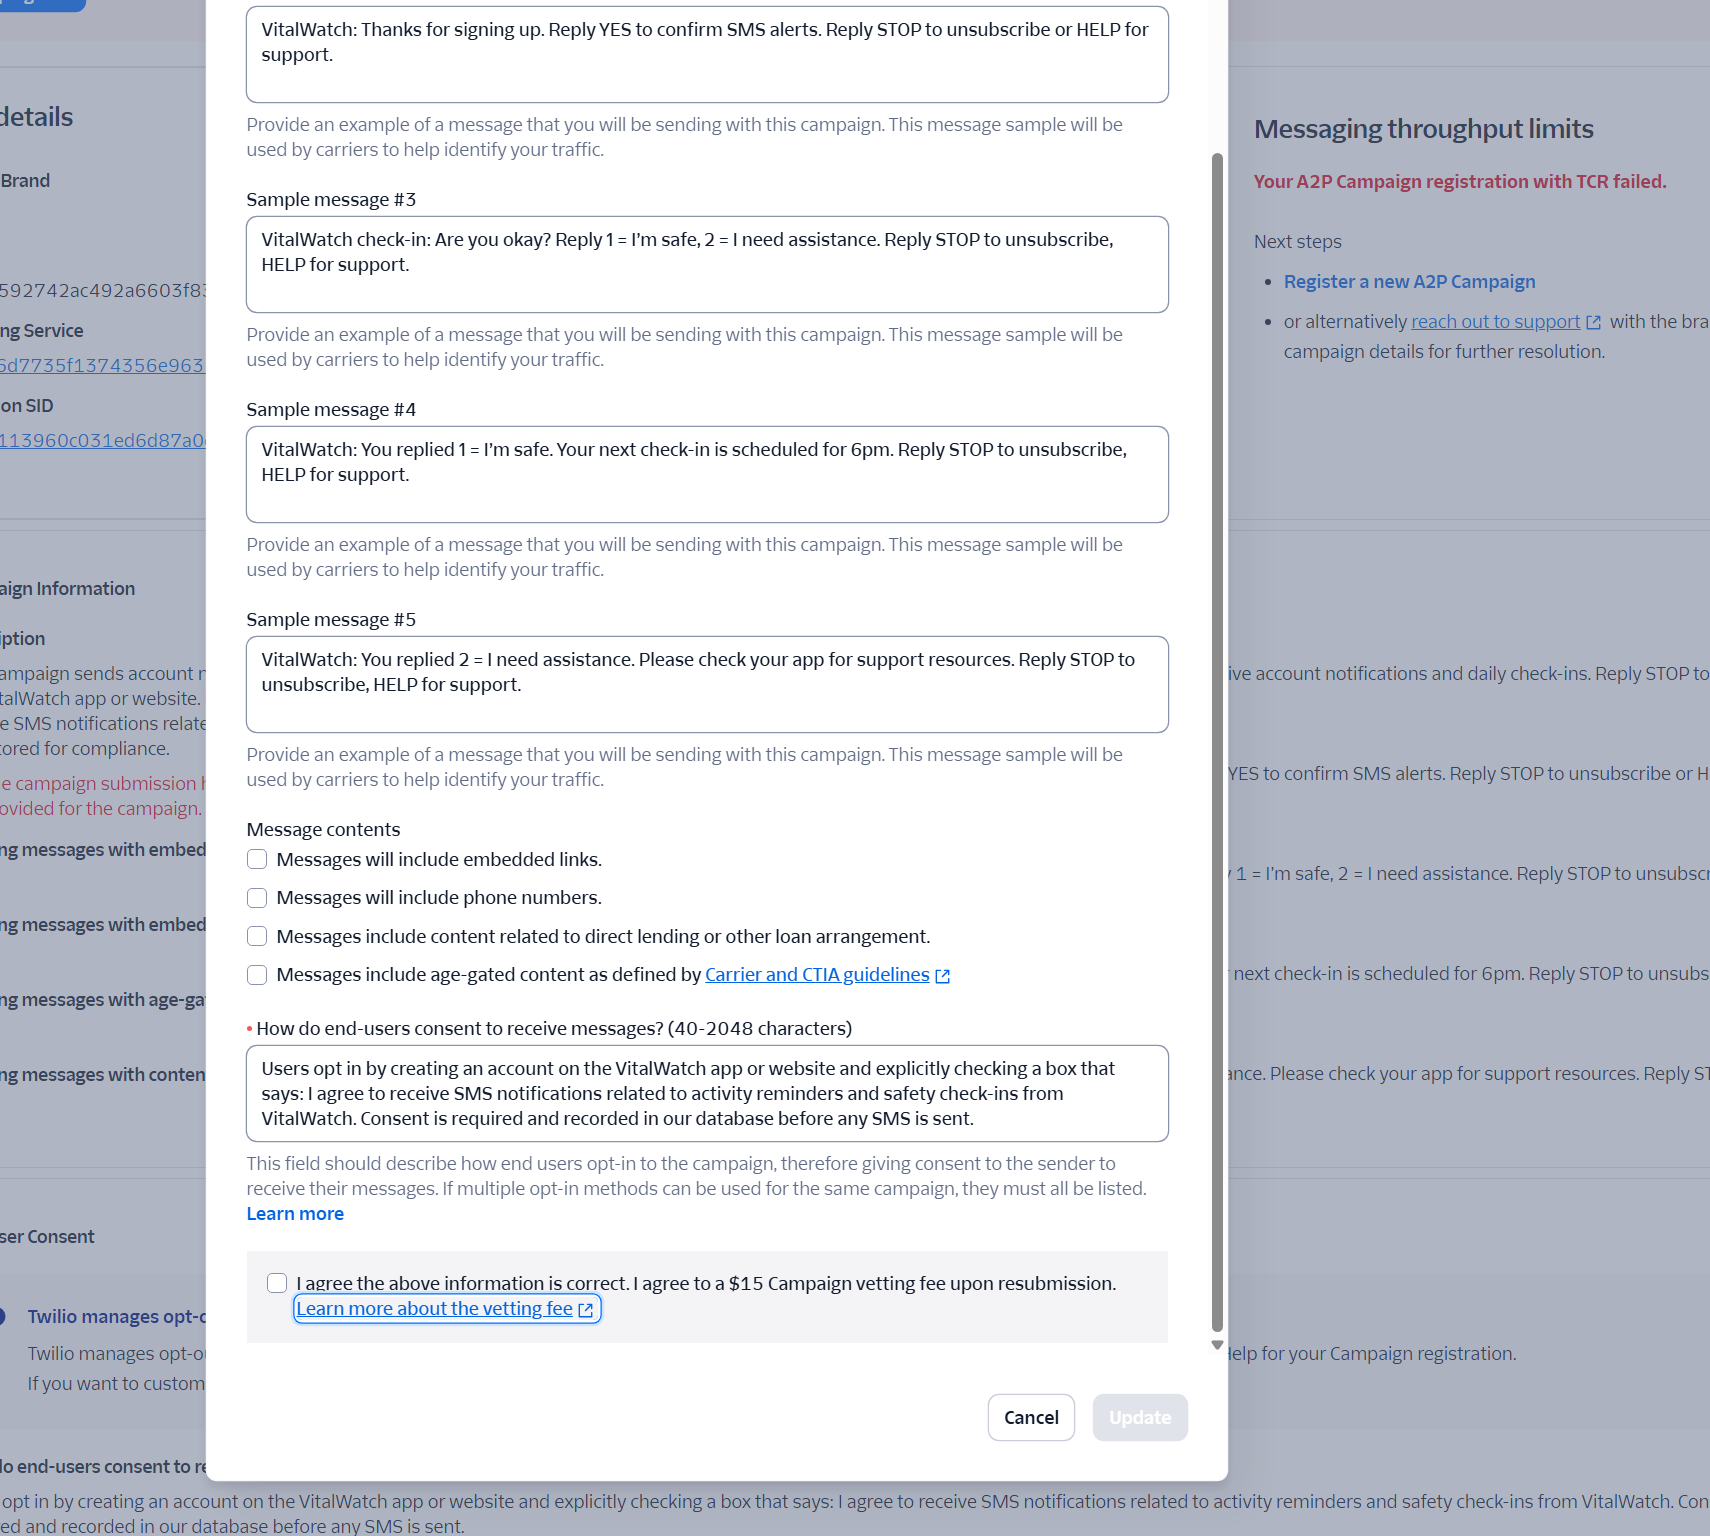 VitalWatch: Thanks for signing up. Reply YES to confirm SMS alerts. Reply STOP to unsubscribe or HELP for
support.
Provide an example of a message that you will be sending with this campaign. This message sample will be
used by carriers to help identify your traffic.
Sample message #3
VitalWatch check-in: Are you okay? Reply 1 = I'm safe, 2 = I need assistance. Reply STOP to unsubscribe,
HELP for support.
Provide an example of a message that you will be sending with this campaign. This message sample will be
used by carriers to help identify your traffic.
Sample message #4
VitalWatch: You replied 1 = I'm safe. Your next check-in is scheduled for 6pm. Reply STOP to unsubscribe,
HELP for support.
Provide an example of a message that you will be sending with this campaign. This message sample will be
used by carriers to help identify your traffic.
Sample message #5
VitalWatch: You replied 2 = I need assistance. Please check your app for support resources. Reply STOP to
unsubscribe, HELP for support.
Provide an example of a message that you will be sending with this campaign. This message sample will be
used by carriers to help identify your traffic.
Message contents
Messages will include embedded links.
Messages will include phone numbers.
Messages include content related to direct lending or other loan arrangement.
Messages include age-gated content as defined by Carrier and CTIA guidelines
• How do end-users consent to receive messages? (40-2048 characters)
Users opt in by creating an account on the VitalWatch app or website and explicitly checking a box that
says: I agree to receive SMS notifications related to activity reminders and safety check-ins from
VitalWatch. Consent is required and recorded in our database before any SMS is sent.
This field should describe how end users opt-in to the campaign, therefore giving consent to the sender to
receive their messages. If multiple opt-in methods can be used for the same campaign, they must all be listed.
Learn more
I agree the above information is correct. I agree to a $15 Campaign vetting fee upon resubmission.
Learn more about the vetting fee
Cancel
Update
details
Brand
592742ac492a6603f83
ng Service
6d7735f1374356e963
on SID
113960c031ed6d87a0
aign Information
iption
ampaign sends account n
talWatch app or website.
e SMS notifications relate
tored for compliance.
e campaign submission h
ovided for the campaign.
ng messages with embed
ng messages with embed
ng messages with age-ga
ng messages with conten
ser Consent
Twilio manages opt-o
Twilio manages opt-o
If you want to custom
Messaging throughput limits
Your A2P Campaign registration with TCR failed.
Next steps
• Register a new A2P Campaign
• or alternatively reach out to support with the bra
campaign details for further resolution.
ive account notifications and daily check-ins. Reply STOP to
YES to confirm SMS alerts. Reply STOP to unsubscribe or H
y 1 = I'm safe, 2 = I need assistance. Reply STOP to unsubscr
next check-in is scheduled for 6pm. Reply STOP to unsubs
ance. Please check your app for support resources. Reply ST
Help for your Campaign registration.
do end-users consent to re
opt in by creating an account on the VitalWatch app or website and explicitly checking a box that says: I agree to receive SMS notifications related to activity reminders and safety check-ins from VitalWatch. Con
ed and recorded in our database before any SMS is sent.